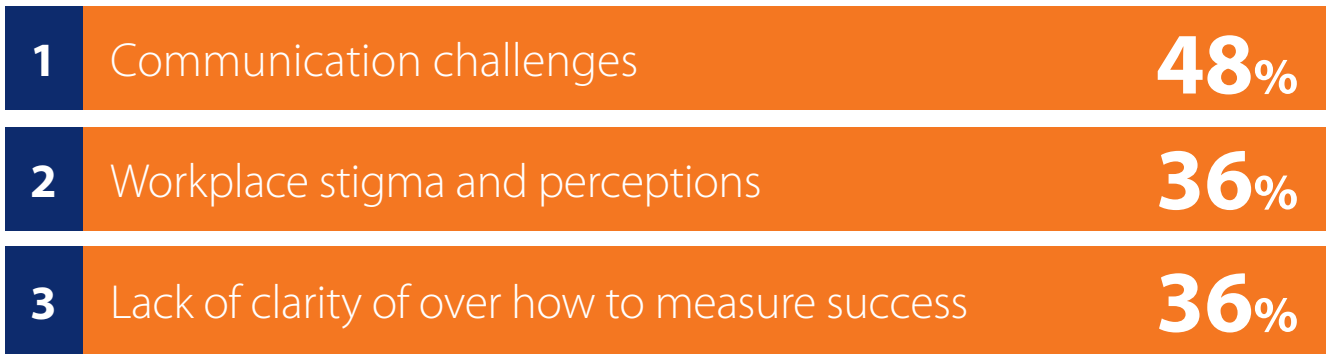 1 Communication challenges 48%
2 Workplace stigma and perceptions 36%
3 Lack of clarity of over how to measure success 36%